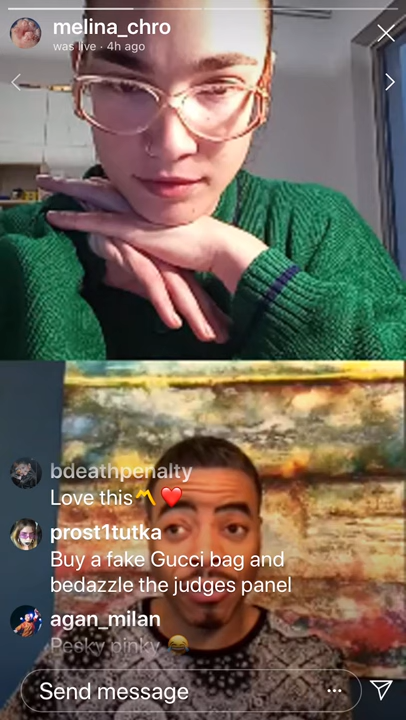 melina_chro
was live · 4h ago
bdeathpenalty
Love this〽️❤️
prost1tutka
Buy a fake Gucci bag and
bedazzle the judges panel
agan_milan
Pesky pinky 😂
Send message